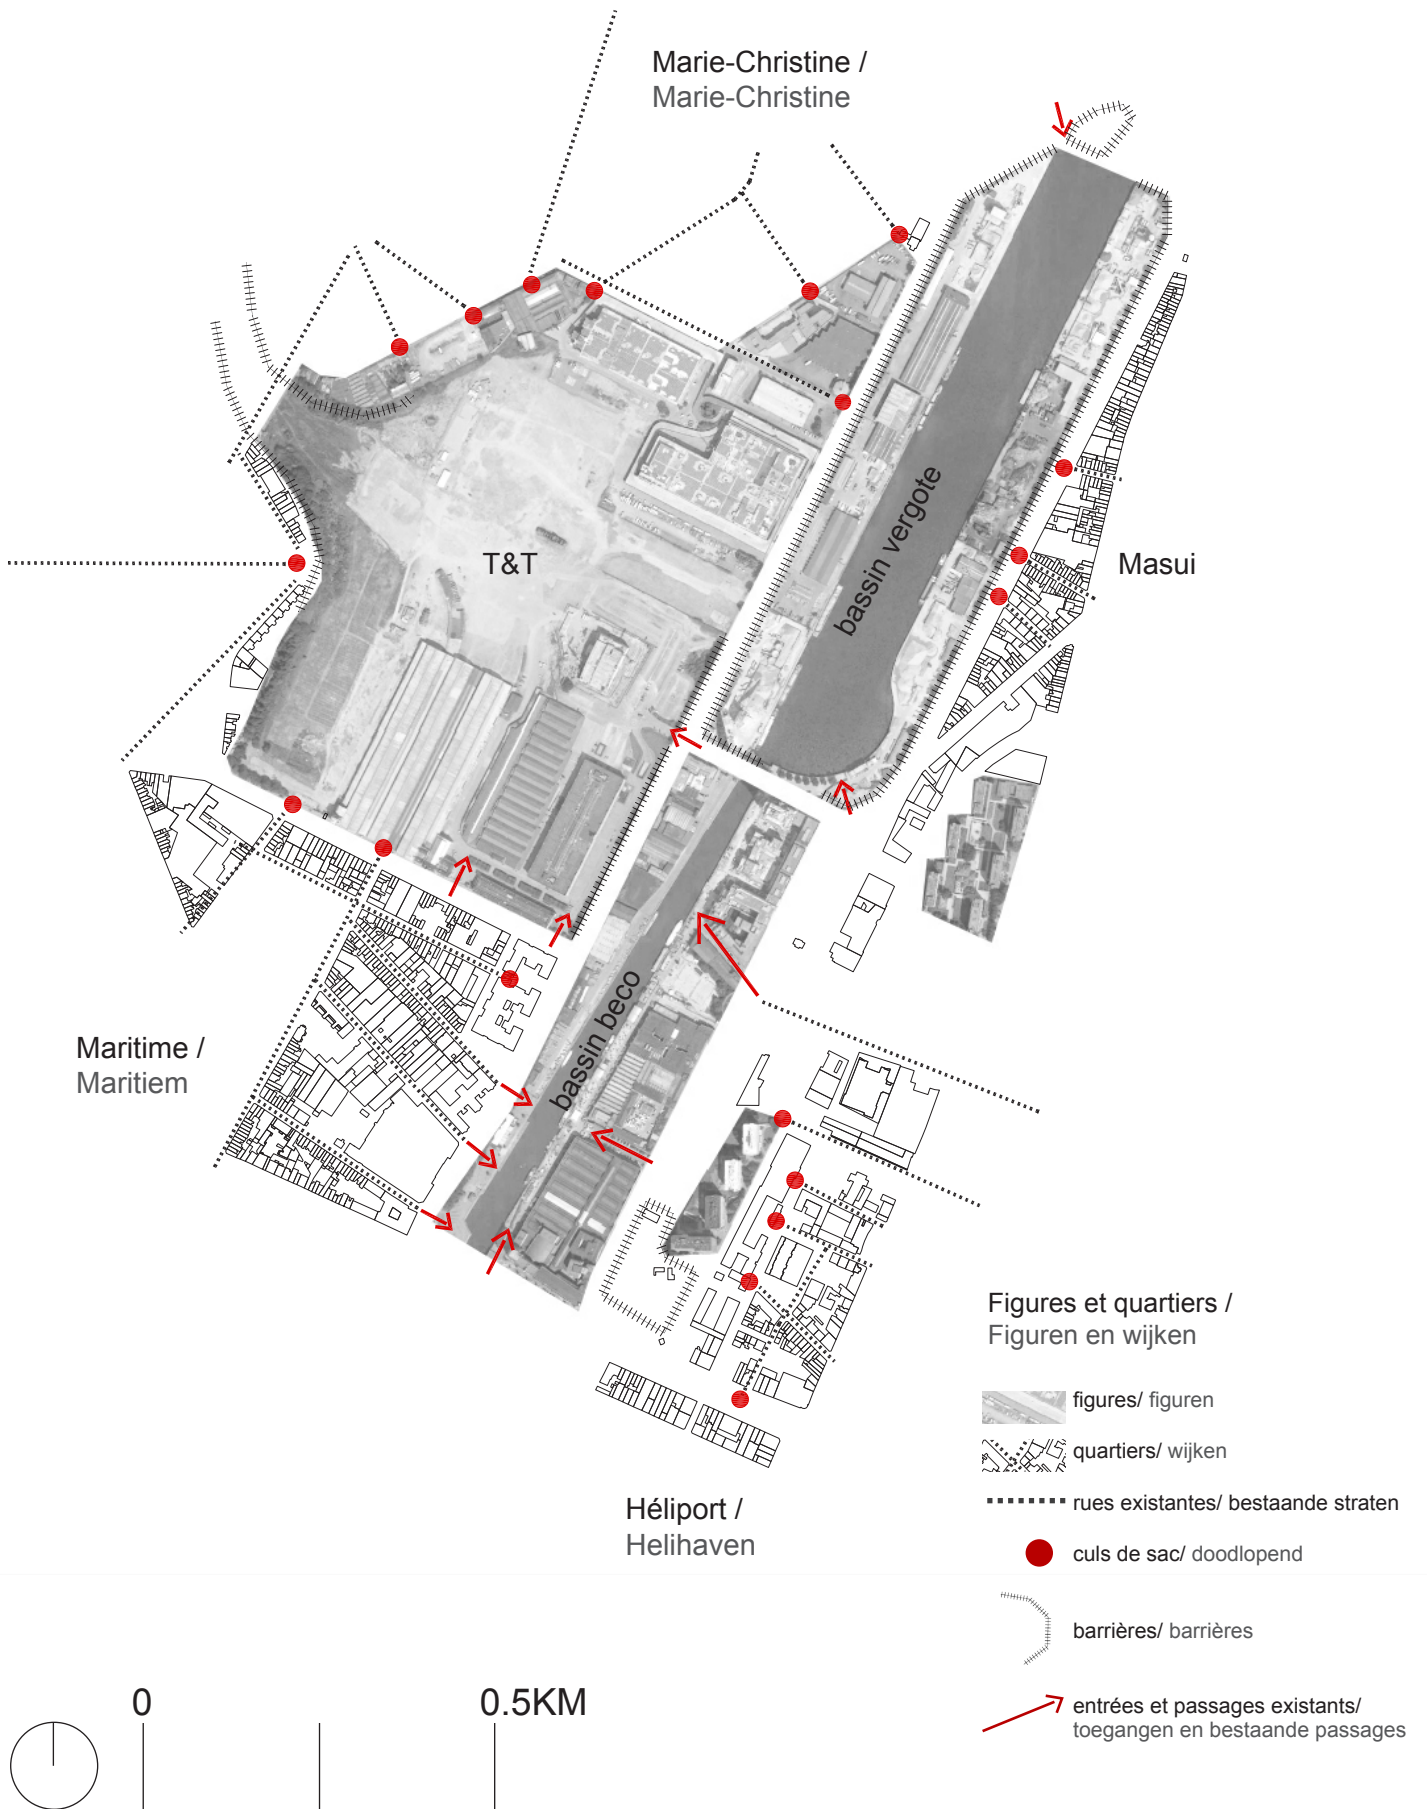 Marie-Christine /
Marie-Christine
T&T
bassin vergote
Masui
bassin beco
Maritime /
Maritiem
Héliport /
Helihaven
Figures et quartiers /
Figuren en wijken
figures/ figuren
quartiers/ wijken
rues existantes/ bestaande straten
culs de sac/ doodlopend
barrières/ barrières
entrées et passages existants/
toegangen en bestaande passages
0
0.5KM